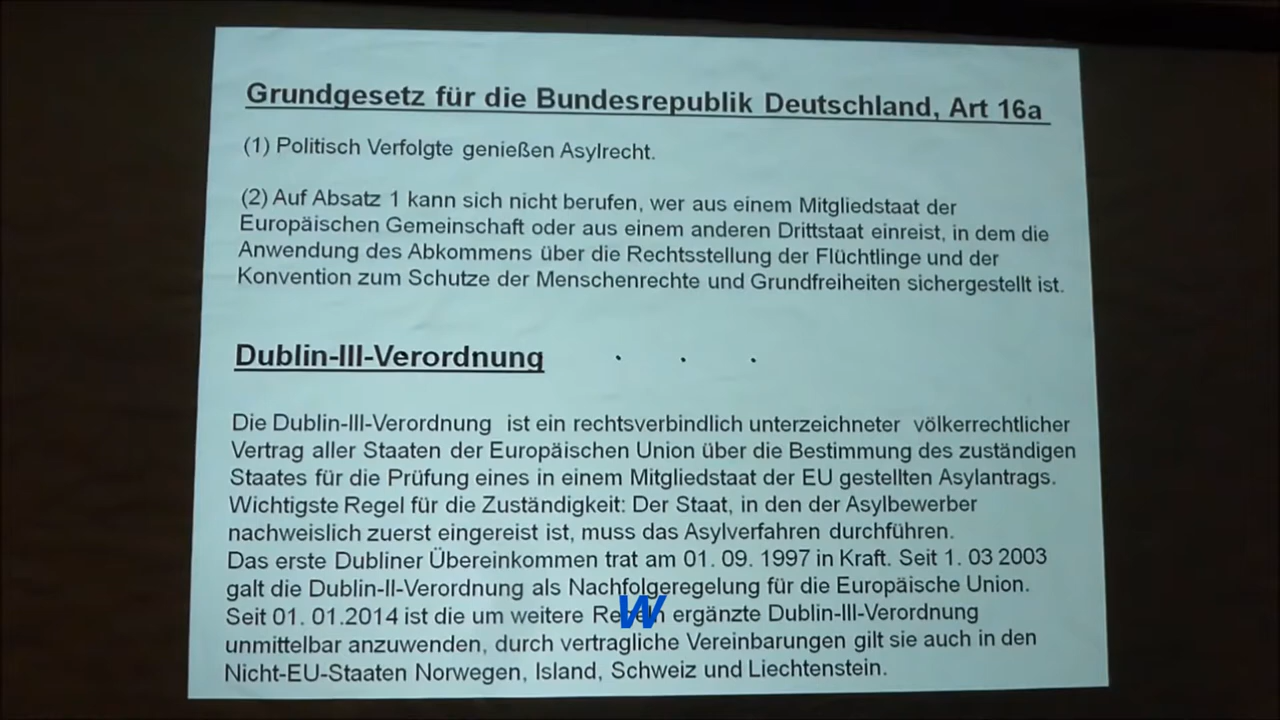 Grundgesetz für die Bundesrepublik Deutschland, Art 16a
(1) Politisch Verfolgte genießen Asylrecht.
(2) Auf Absatz 1 kann sich nicht berufen, wer aus einem Mitgliedstaat der
Europäischen Gemeinschaft oder aus einem anderen Drittstaat einreist, in dem die
Anwendung des Abkommens über die Rechtsstellung der Flüchtlinge und der
Konvention zum Schutze der Menschenrechte und Grundfreiheiten sichergestellt ist.
Dublin-III-Verordnung . . .
Die Dublin-III-Verordnung ist ein rechtsverbindlich unterzeichneter völkerrechtlicher
Vertrag aller Staaten der Europäischen Union über die Bestimmung des zuständigen
Staates für die Prüfung eines in einem Mitgliedstaat der EU gestellten Asylantrags.
Wichtigste Regel für die Zuständigkeit: Der Staat, in den der Asylbewerber
nachweislich zuerst eingereist ist, muss das Asylverfahren durchführen.
Das erste Dubliner Übereinkommen trat am 01. 09. 1997 in Kraft. Seit 1. 03 2003
galt die Dublin-II-Verordnung als Nachfolgeregelung für die Europäische Union.
Seit 01. 01.2014 ist die um weitere Regeln ergänzte Dublin-III-Verordnung
W
unmittelbar anzuwenden, durch vertragliche Vereinbarungen gilt sie auch in den
Nicht-EU-Staaten Norwegen, Island, Schweiz und Liechtenstein.